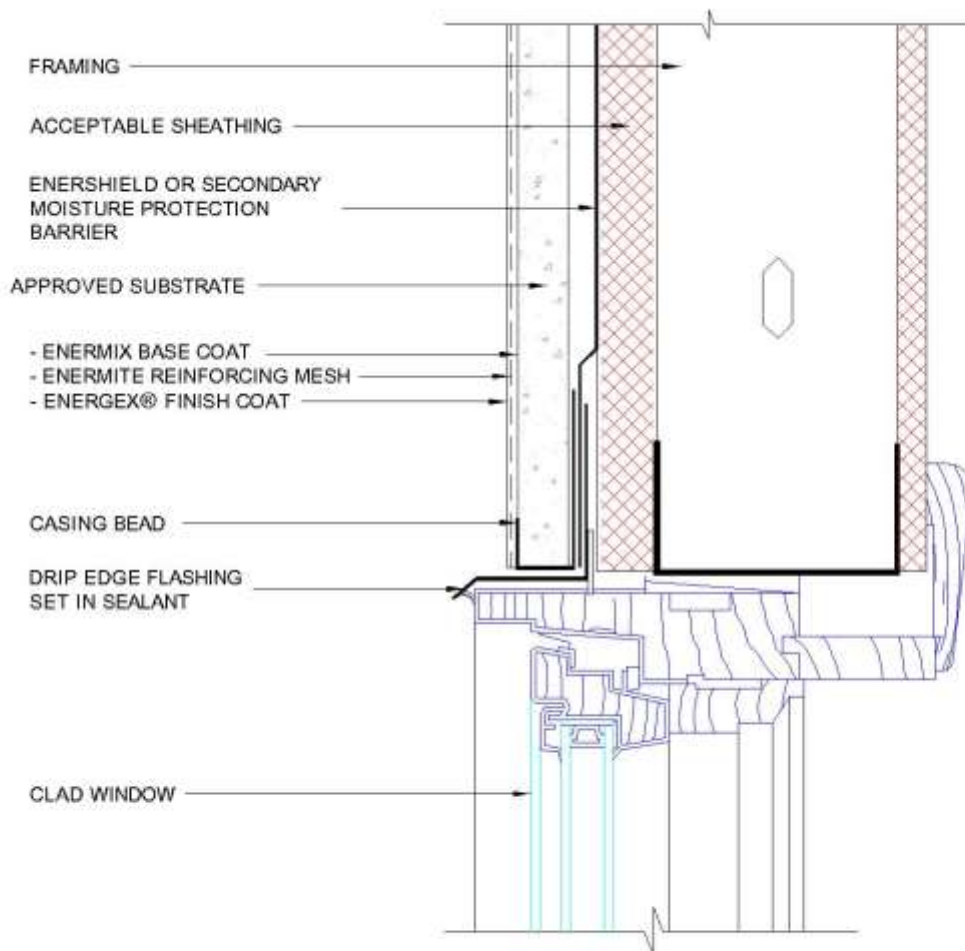 FRAMING
ACCEPTABLE SHEATHING
ENERSHIELD OR SECONDARY
MOISTURE PROTECTION
BARRIER
APPROVED SUBSTRATE
- ENERMIX BASE COAT
- ENERMITE REINFORCING MESH
- ENERGEX® FINISH COAT
CASING BEAD
DRIP EDGE FLASHING
SET IN SEALANT
CLAD WINDOW